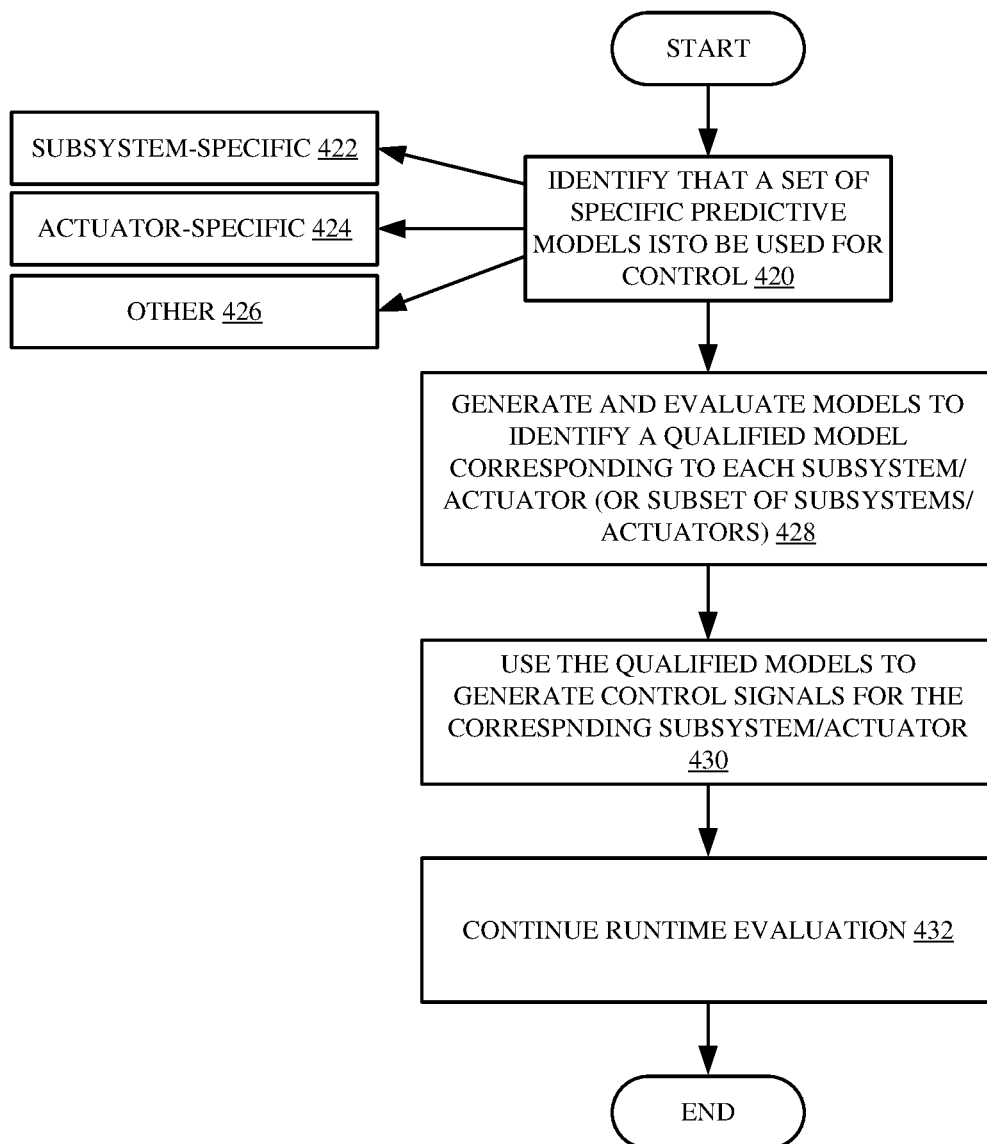 START
SUBSYSTEM-SPECIFIC 422
ACTUATOR-SPECIFIC 424
OTHER 426
IDENTIFY THAT A SET OF
SPECIFIC PREDICTIVE
MODELS ISTO BE USED FOR
CONTROL 420
GENERATE AND EVALUATE MODELS TO
IDENTIFY A QUALIFIED MODEL
CORRESPONDING TO EACH SUBSYSTEM/
ACTUATOR (OR SUBSET OF SUBSYSTEMS/
ACTUATORS) 428
USE THE QUALIFIED MODELS TO
GENERATE CONTROL SIGNALS FOR THE
CORRESPNDING SUBSYSTEM/ACTUATOR
430
CONTINUE RUNTIME EVALUATION 432
END